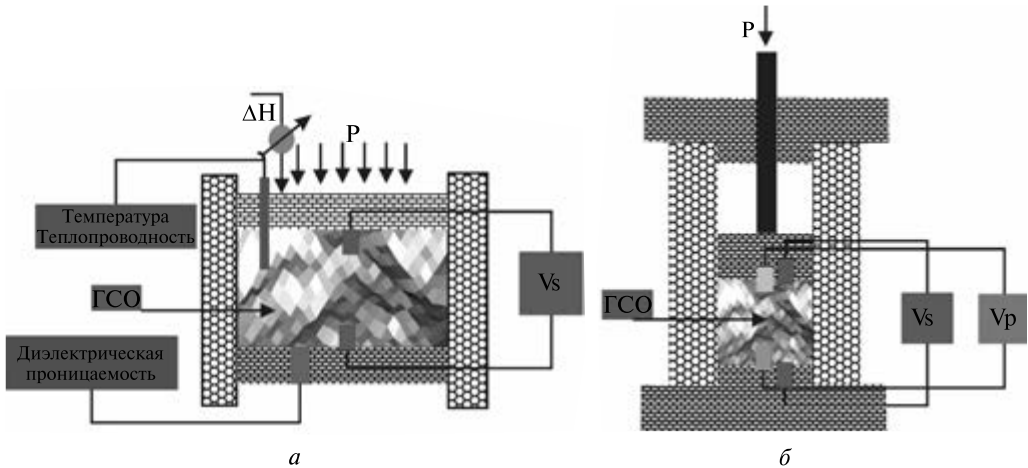 ΔH
P
Температура
Теплопроводность
ГСО
Vs
Диэлектрическая
проницаемость
а
P
ГСО
Vs
Vp
б